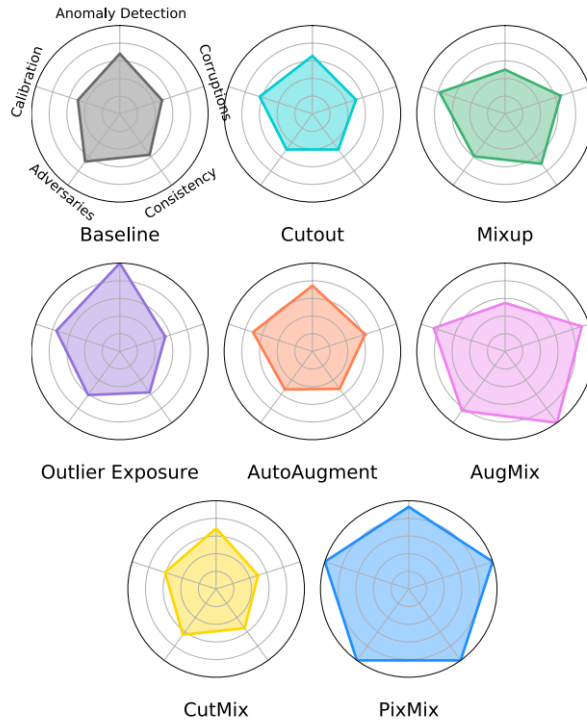 Anomaly Detection
Calibration
Corruptions
Adversaries
Consistency
Baseline
Cutout
Mixup
Outlier Exposure
AutoAugment
AugMix
CutMix
PixMix